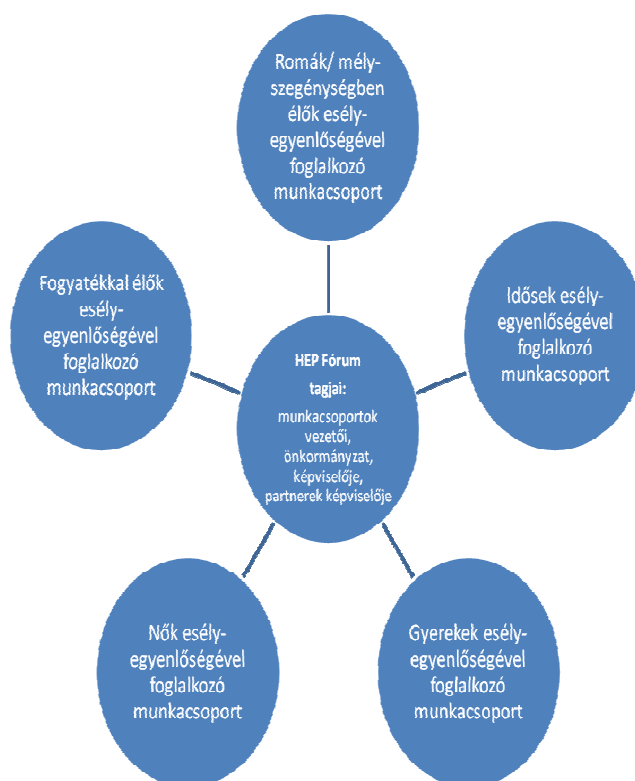 Romák/ mély-
szegénységben
élők esély-
egyenlőségével
foglalkozó
munkacsoport
Fogyatékkal élők
esély-
egyenlőségével
foglalkozó
munkacsoport
Idősek esély-
egyenlőségével
foglalkozó
munkacsoport
HEP Fórum
tagjai:
munkacsoportok
vezetői,
önkormányzat,
képviselője,
partnerek képviselője
Nők esély-
egyenlőségével
foglalkozó
munkacsoport
Gyerekek esély-
egyenlőségével
foglalkozó
munkacsoport